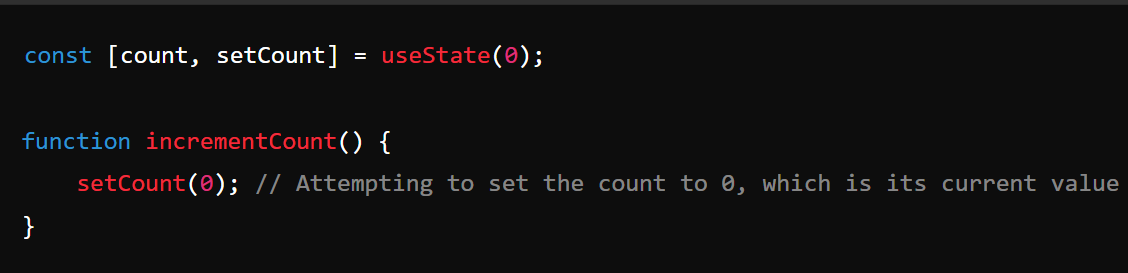 const [count, setCount] = useState(0);
function incrementCount() {
setCount(0); // Attempting to set the count to 0, which is its current value
}